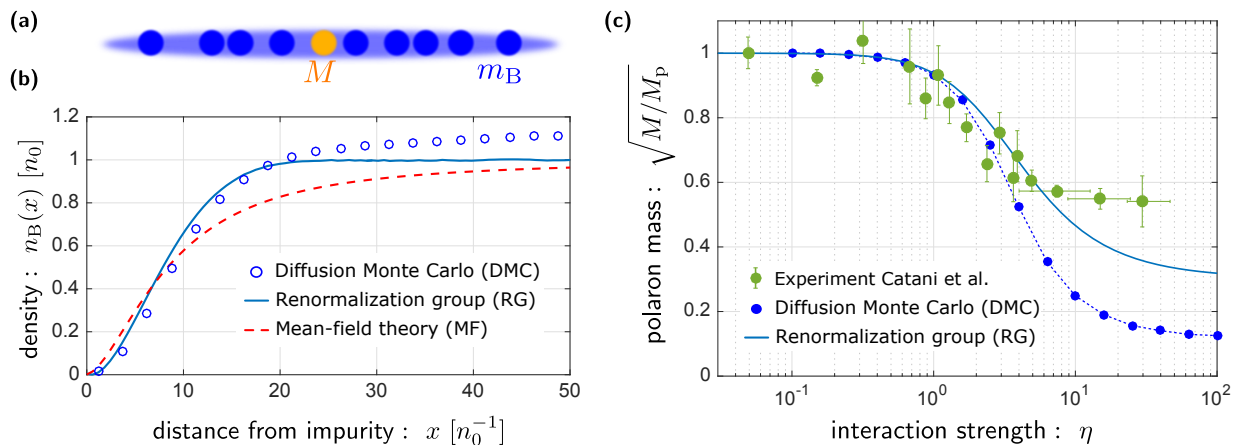 (a)
M
m_B
(b)
density : n_B(x) [n_0]
1.2
1
0.8
0.6
0.4
0.2
0
0 10 20 30 40 50
Diffusion Monte Carlo (DMC)
Renormalization group (RG)
Mean-field theory (MF)
distance from impurity : x [n_0^{-1}]
(c)
polaron mass : √M/M_p
1
0.8
0.6
0.4
0.2
0
10^{-1} 10^0 10^1 10^2
Experiment Catani et al.
Diffusion Monte Carlo (DMC)
Renormalization group (RG)
interaction strength : η